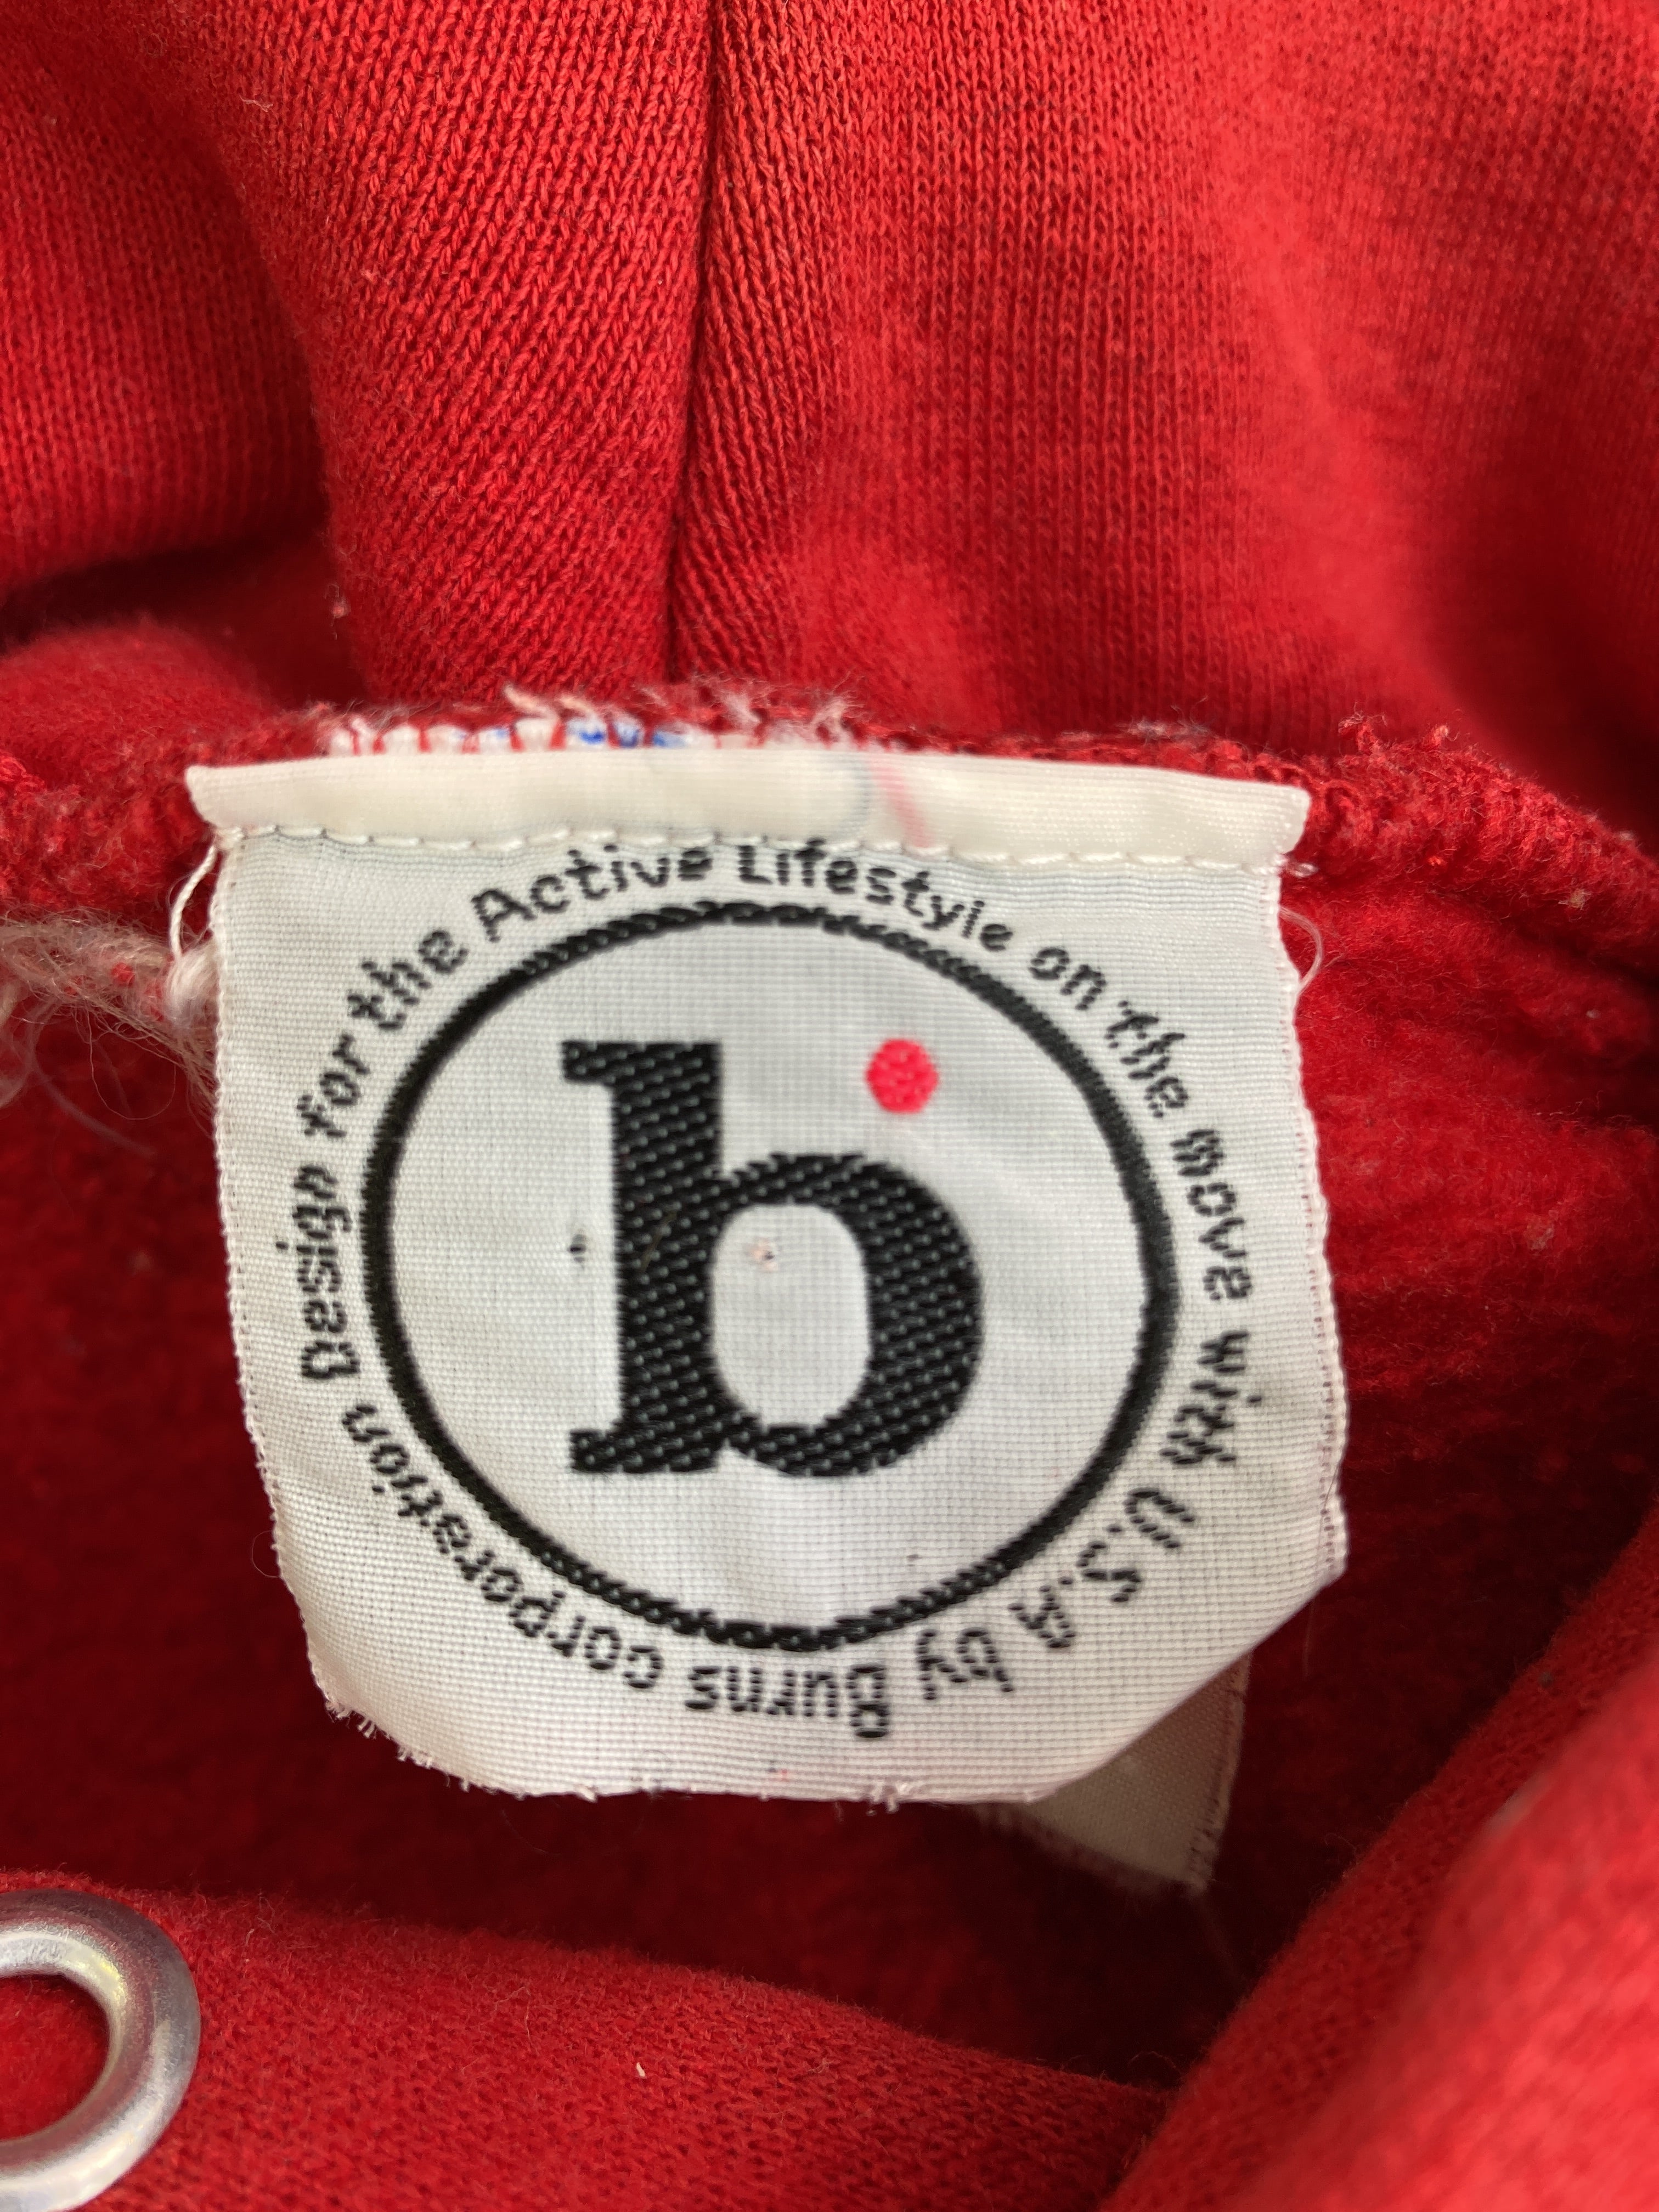 Design for the Active Lifestyle on the move with U.S.A by Burns corporation
b